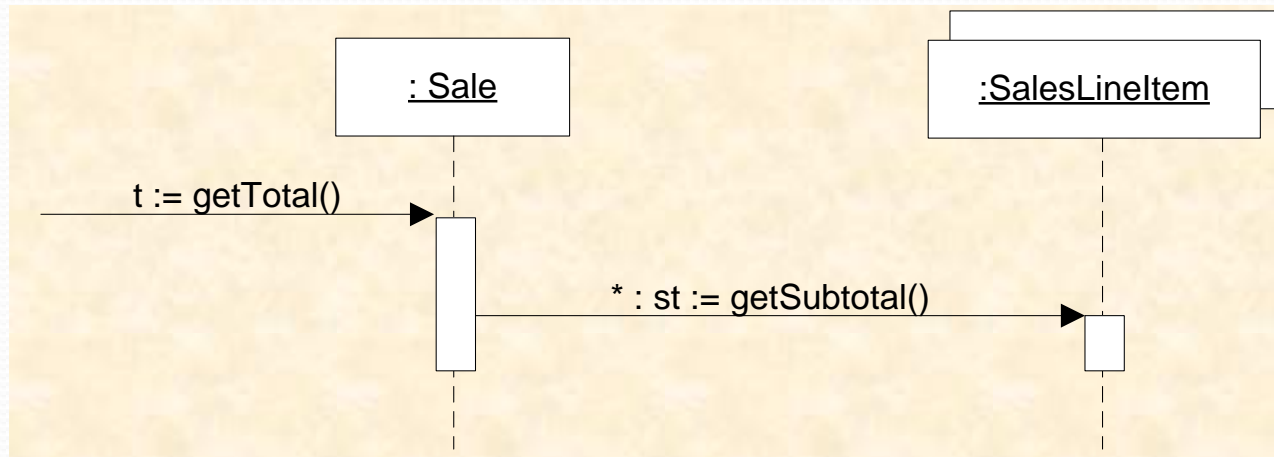 : Sale
:SalesLineItem
t := getTotal()
* : st := getSubtotal()